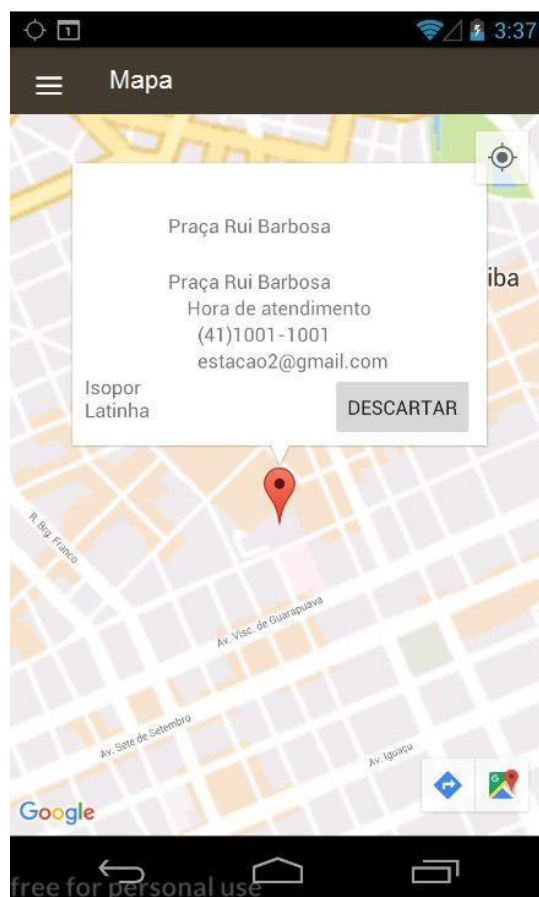 1
3:37
Mapa
Praça Rui Barbosa
iba
Praça Rui Barbosa
Hora de atendimento
(41)1001-1001
estacao2@gmail.com
Isopor
Latinha
DESCARTAR
R. Brg. Franco
Av. Visc. de Guarapuava
Av. Sete de Setembro
Av. Iguaçu
Google
G
free for personal use